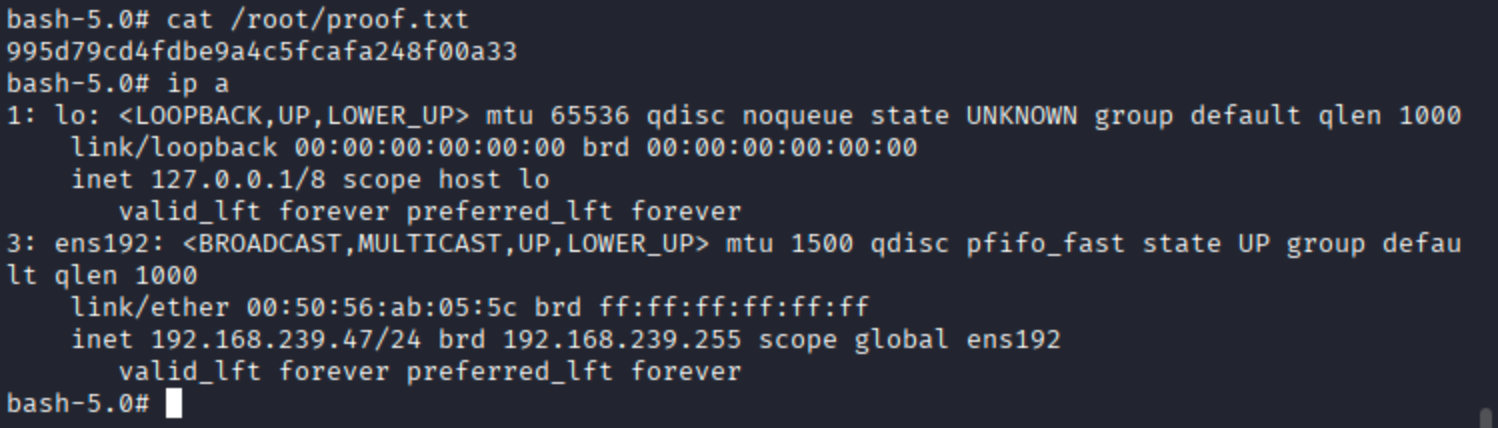 bash-5.0# cat /root/proof.txt
995d79cd4fdbe9a4c5fcafa248f00a33
bash-5.0# ip a
1: lo: <LOOPBACK,UP,LOWER_UP> mtu 65536 qdisc noqueue state UNKNOWN group default qlen 1000
    link/loopback 00:00:00:00:00:00 brd 00:00:00:00:00:00
    inet 127.0.0.1/8 scope host lo
       valid_lft forever preferred_lft forever
3: ens192: <BROADCAST,MULTICAST,UP,LOWER_UP> mtu 1500 qdisc pfifo_fast state UP group defau
lt qlen 1000
    link/ether 00:50:56:ab:05:5c brd ff:ff:ff:ff:ff:ff
    inet 192.168.239.47/24 brd 192.168.239.255 scope global ens192
       valid_lft forever preferred_lft forever
bash-5.0#